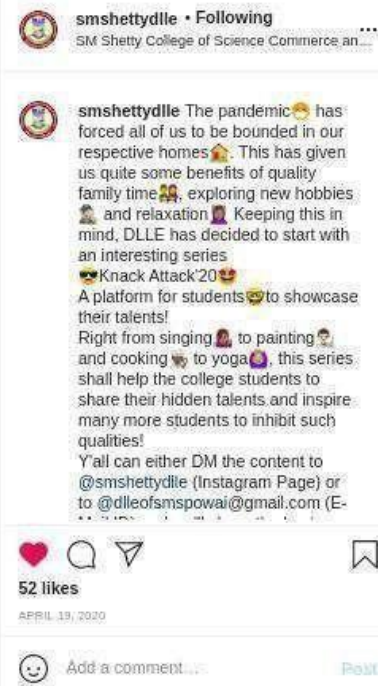 smshettydlle • Following
SM Shetty College of Science Commerce an...
smshettydlle The pandemic😷 has
forced all of us to be bounded in our
respective homes🏠. This has given
us quite some benefits of quality
family time👨‍👩‍👧‍👦, exploring new hobbies
🕵 and relaxation💆🏾‍♀️ Keeping this in
mind, DLLE has decided to start with
an interesting series
😎Knack Attack'20🤩
A platform for students🤓to showcase
their talents!
Right from singing👩🏾‍🎤 to painting👨🏻‍🎨
and cooking🍳 to yoga🙆🏽‍♀️, this series
shall help the college students to
share their hidden talents and inspire
many more students to inhibit such
qualities!
Y'all can either DM the content to
@smshettydlle (Instagram Page) or
to @dlleofsmspowai@gmail.com (E-
52 likes
APRIL 19, 2020
Add a comment...
Post